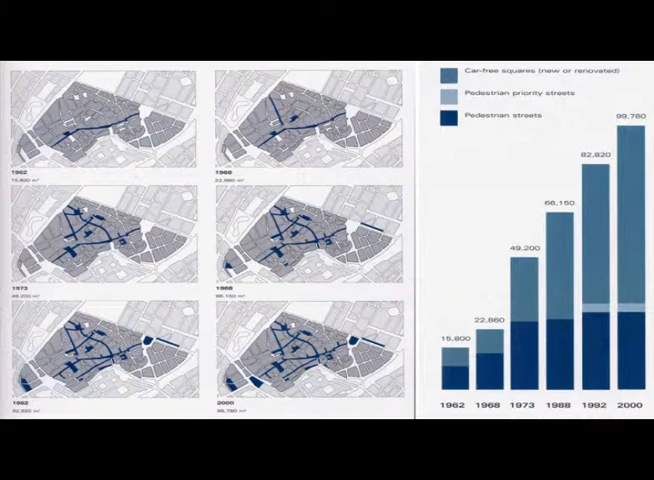 1962
15,800 m²
1968
22,860 m²
1973
49,200 m²
1988
66,150 m²
1992
82,820 m²
2000
99,780 m²
Car-free squares (new or renovated)
Pedestrian priority streets
Pedestrian streets
99,780
82,820
66,150
49,200
22,860
15,800
1962 1968 1973 1988 1992 2000